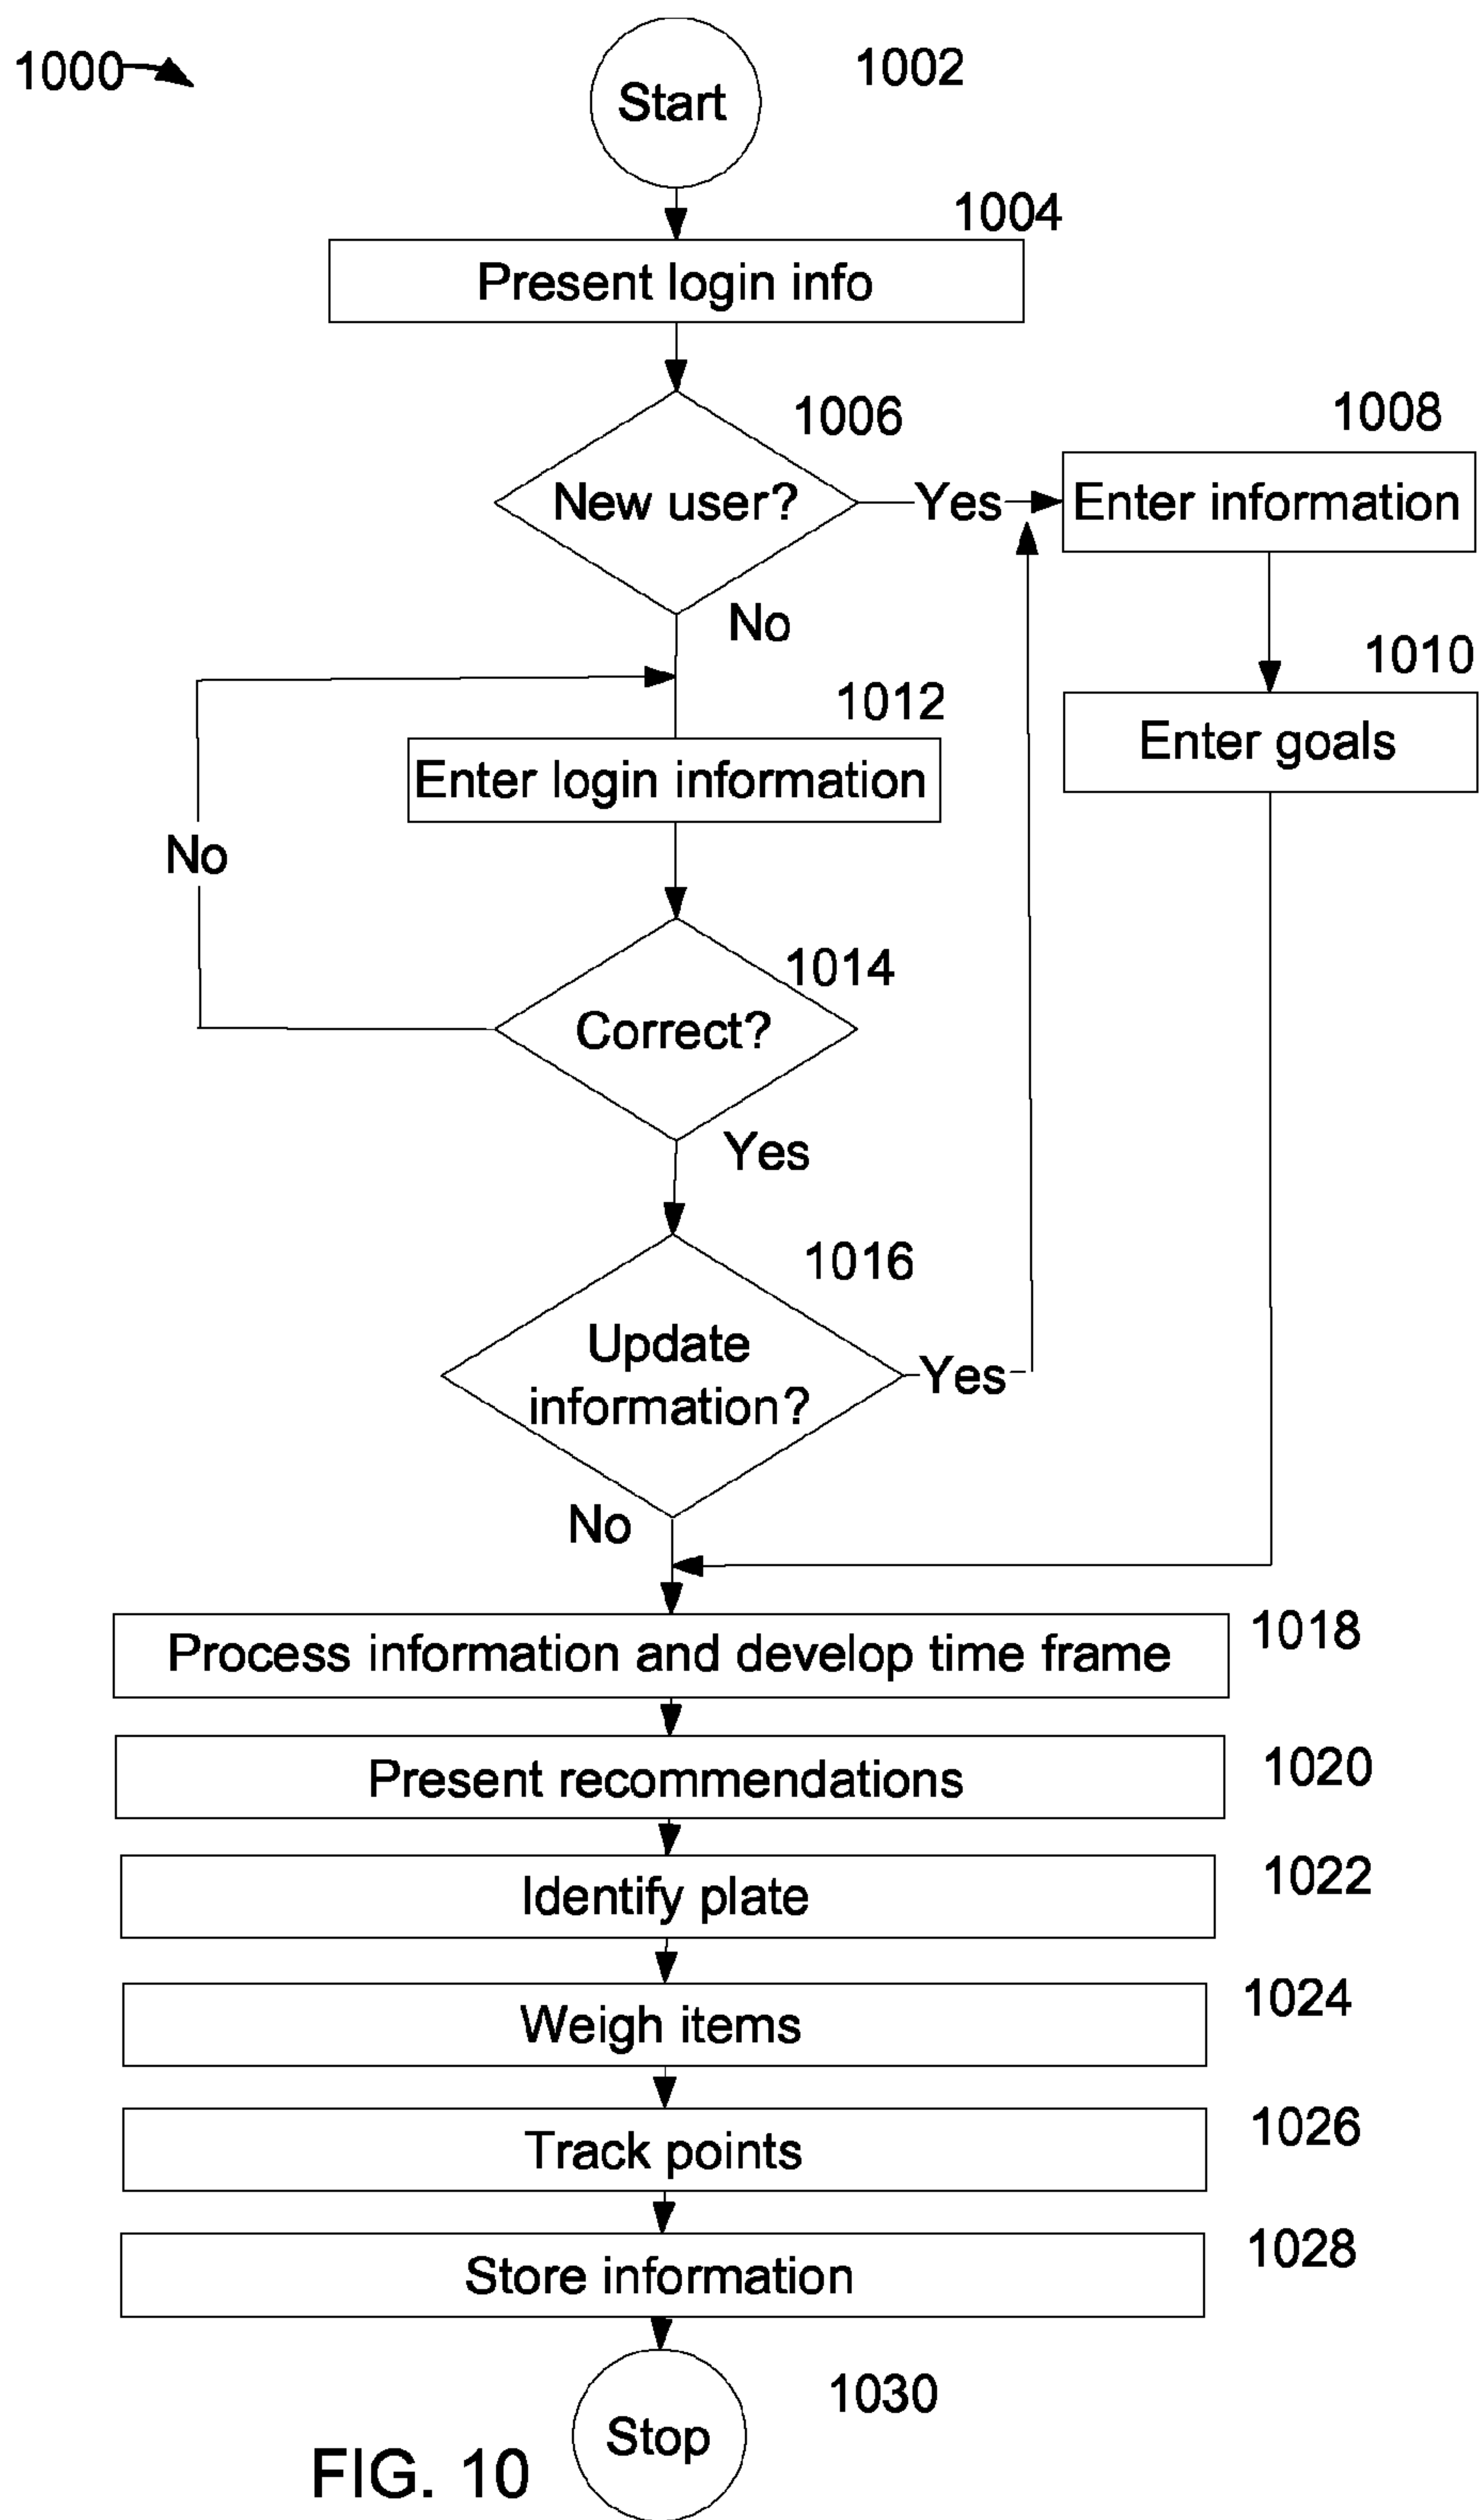 1000
1002
Start
1004
Present login info
1006
New user?
Yes
1008
Enter information
No
1010
Enter goals
1012
Enter login information
No
1014
Correct?
Yes
1016
Update
information?
Yes
No
Process information and develop time frame
1018
Present recommendations
1020
Identify plate
1022
Weigh items
1024
Track points
1026
Store information
1028
1030
Stop
FIG. 10